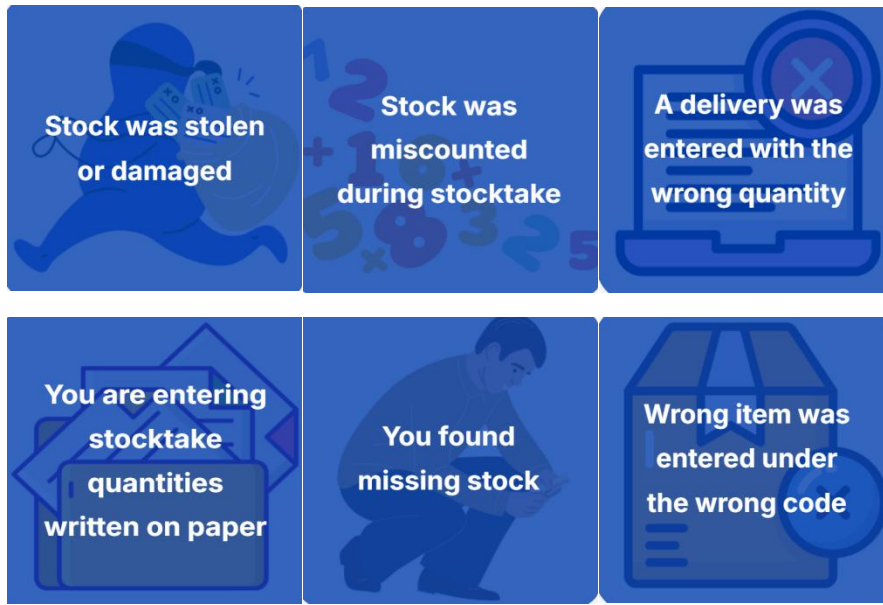 Stock was stolen
or damaged
Stock was
miscounted
during stocktake
A delivery was
entered with the
wrong quantity
You are entering
stocktake
quantities
written on paper
You found
missing stock
Wrong item was
entered under
the wrong code